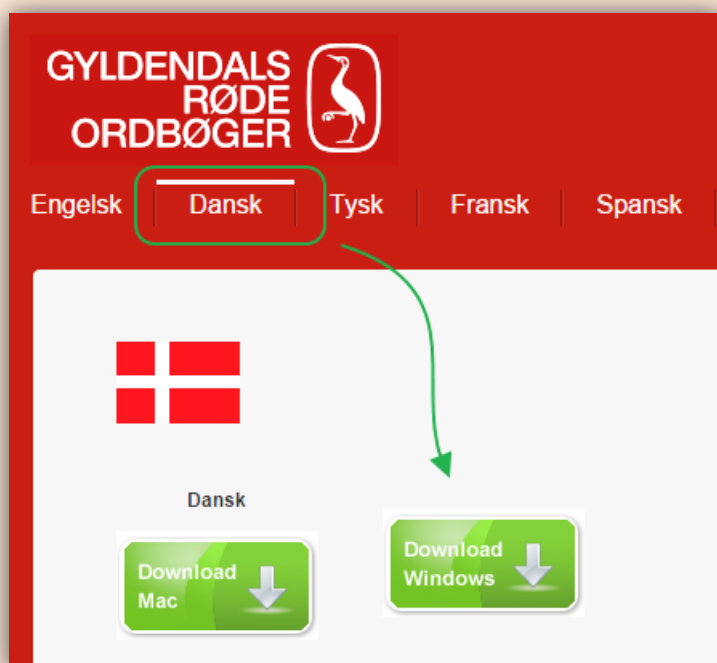 GYLDENDALS
RØDE
ORDBØGER
Engelsk Dansk Tysk Fransk Spansk
Dansk
Download
Mac
Download
Windows